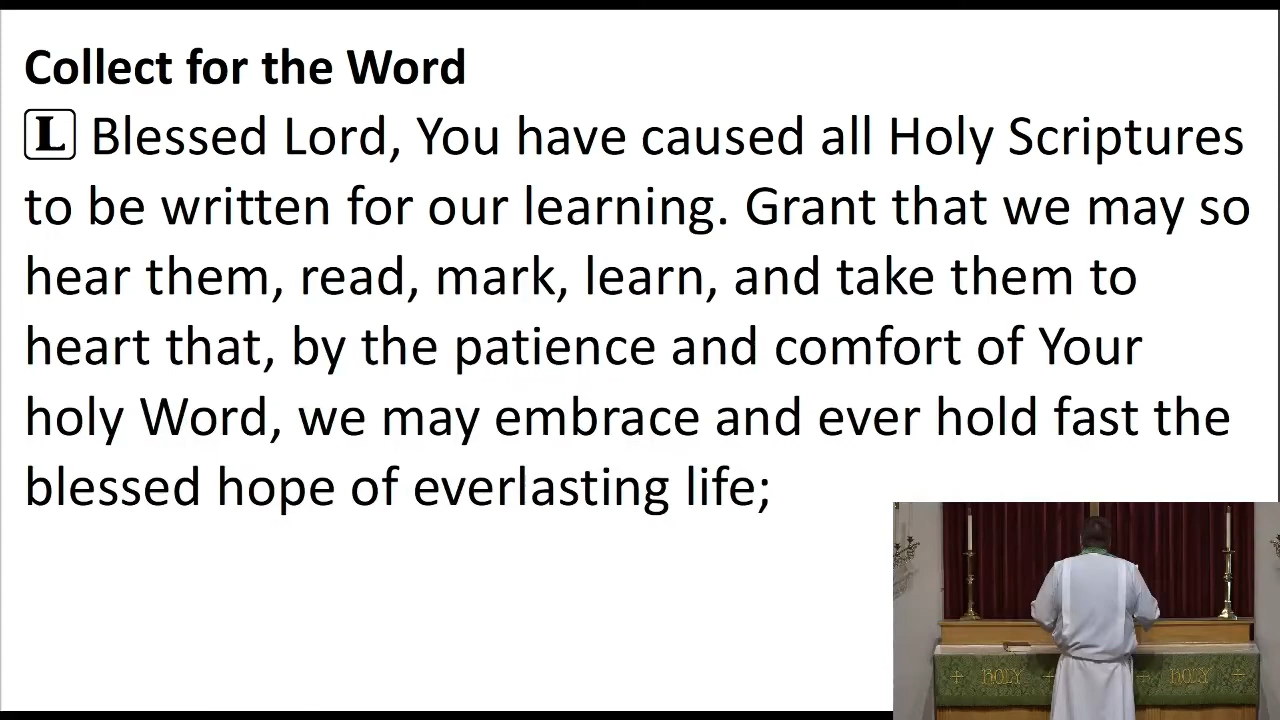 Collect for the Word
L Blessed Lord, You have caused all Holy Scriptures
to be written for our learning. Grant that we may so
hear them, read, mark, learn, and take them to
heart that, by the patience and comfort of Your
holy Word, we may embrace and ever hold fast the
blessed hope of everlasting life;
HOLY HOLY